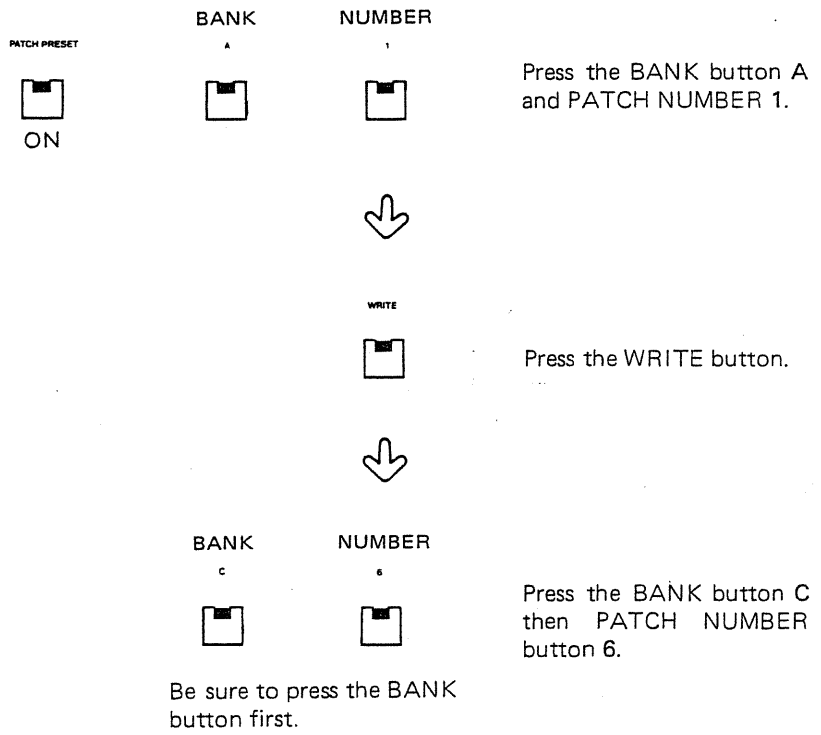 BANK NUMBER
PATCH PRESET A 1
ON
Press the BANK button A
and PATCH NUMBER 1.
WRITE
Press the WRITE button.
BANK NUMBER
C 6
Press the BANK button C
then PATCH NUMBER
button 6.
Be sure to press the BANK
button first.